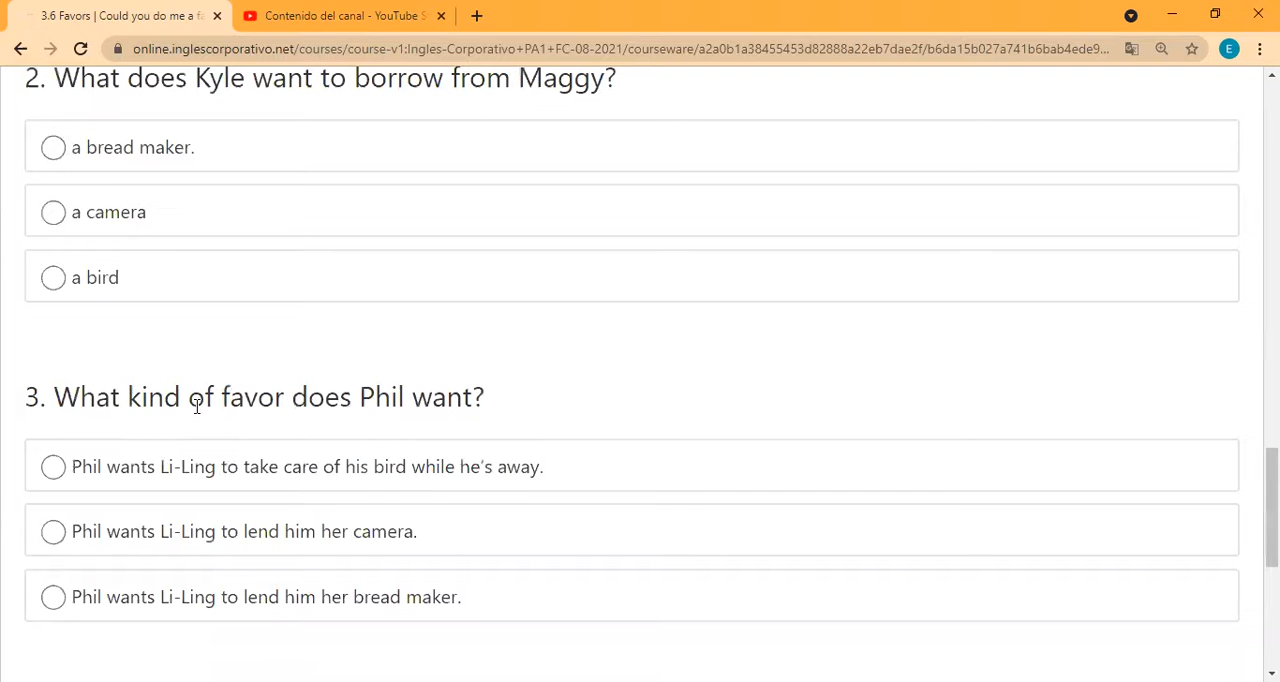 3.6 Favors | Could you do me a fa
Contenido del canal - YouTube S
online.inglescorporativo.net/courses/course-v1:Ingles-Corporativo+PA1+FC-08-2021/courseware/a2a0b1a38455453d82888a22eb7dae2f/b6da15b027a741b6bab4ede9...
E
2. What does Kyle want to borrow from Maggy?
a bread maker.
a camera
a bird
3. What kind of favor does Phil want?
Phil wants Li-Ling to take care of his bird while he's away.
Phil wants Li-Ling to lend him her camera.
Phil wants Li-Ling to lend him her bread maker.